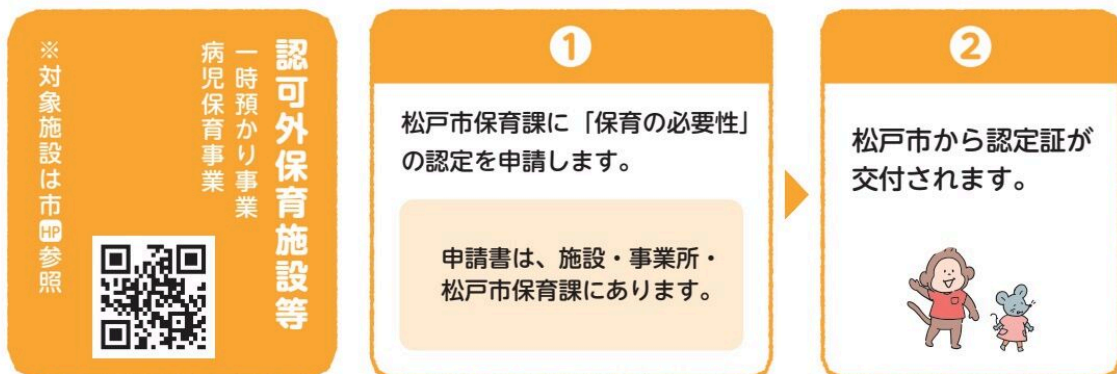 認可外保育施設等
一時預かり事業
病児保育事業
※対象施設は市HP参照
1
松戸市保育課に「保育の必要性」
の認定を申請します。
申請書は、施設・事業所・
松戸市保育課にあります。
2
松戸市から認定証が
交付されます。